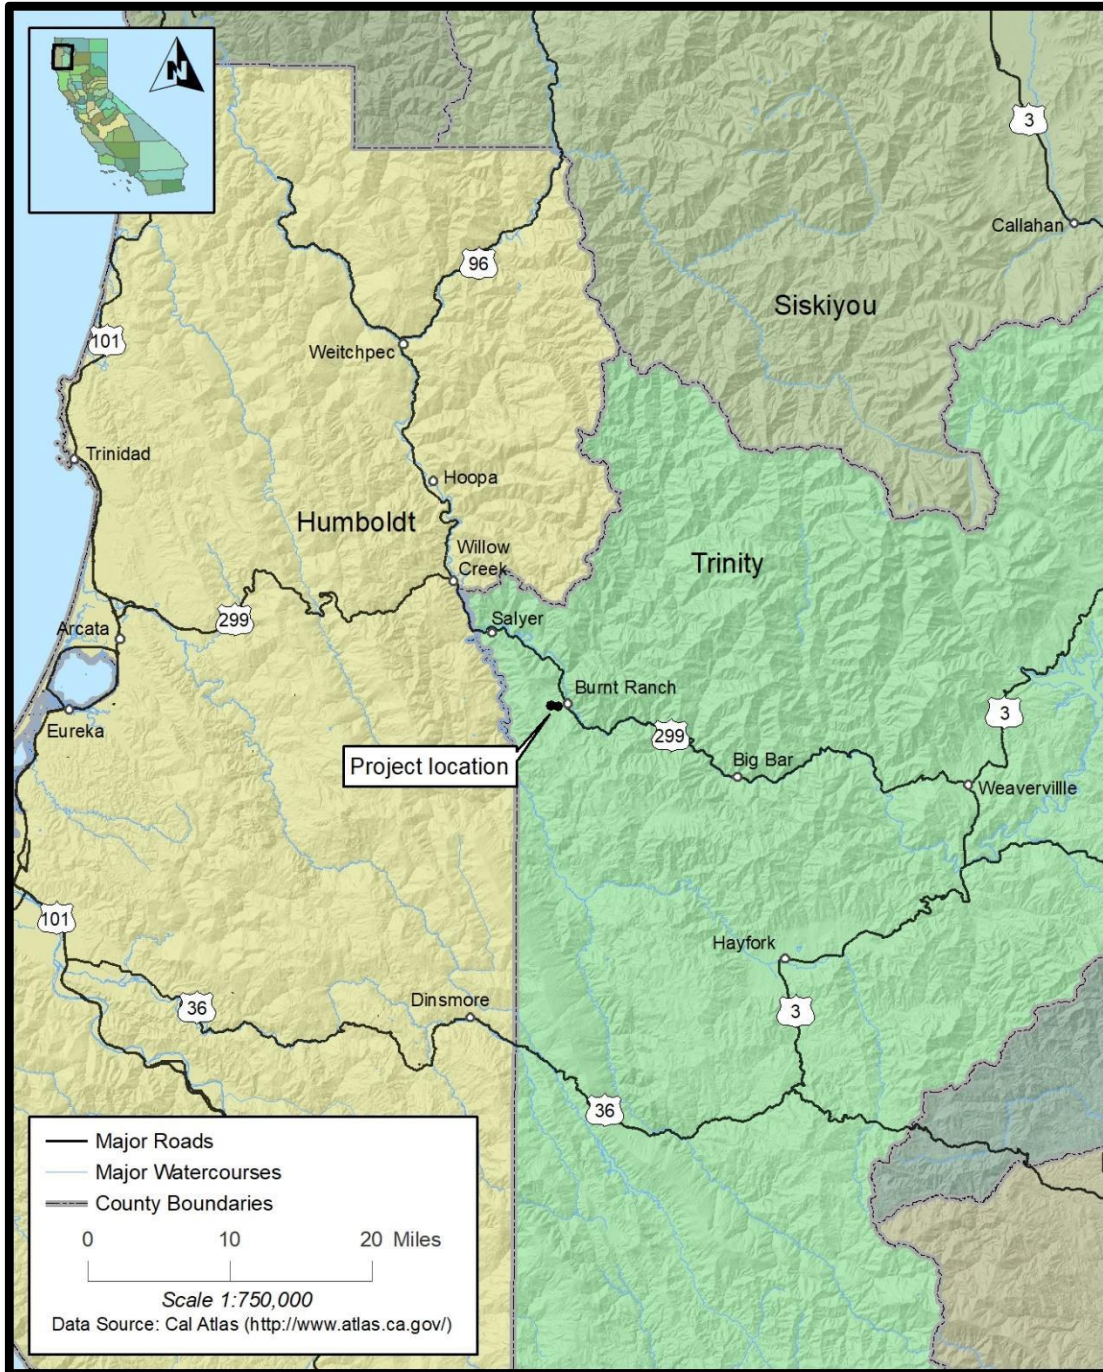 N
3
Callahan
96
Siskiyou
101
Weitchpec
Trinidad
Hoopa
Humboldt
Willow
Creek
Trinity
299
Salyer
Arcata
Burnt Ranch
Eureka
3
299
Project location
Big Bar
Weavervillle
101
Hayfork
36
Dinsmore
3
36
Major Roads
Major Watercourses
County Boundaries
0 10 20 Miles
Scale 1:750,000
Data Source: Cal Atlas (http://www.atlas.ca.gov/)